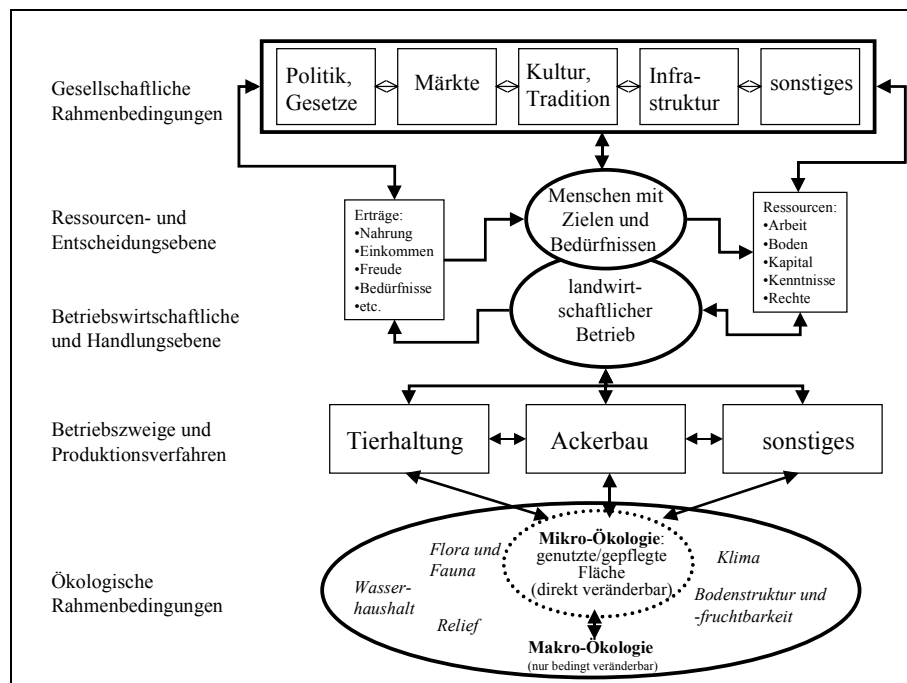 Gesellschaftliche
Rahmenbedingungen
Politik,
Gesetze
Märkte
Kultur,
Tradition
Infra-
struktur
sonstiges
Ressourcen- und
Entscheidungsebene
Erträge:
•Nahrung
•Einkommen
•Freude
•Bedürfnisse
•etc.
Menschen mit
Zielen und
Bedürfnissen
Ressourcen:
•Arbeit
•Boden
•Kapital
•Kenntnisse
•Rechte
Betriebswirtschaftliche
und Handlungsebene
landwirt-
schaftlicher
Betrieb
Betriebszweige und
Produktionsverfahren
Tierhaltung
Ackerbau
sonstiges
Ökologische
Rahmenbedingungen
Flora und
Fauna
Wasser-
haushalt
Relief
Mikro-Ökologie:
genutzte/gepflegte
Fläche
(direkt veränderbar)
Klima
Bodenstruktur und
-fruchtbarkeit
Makro-Ökologie
(nur bedingt veränderbar)